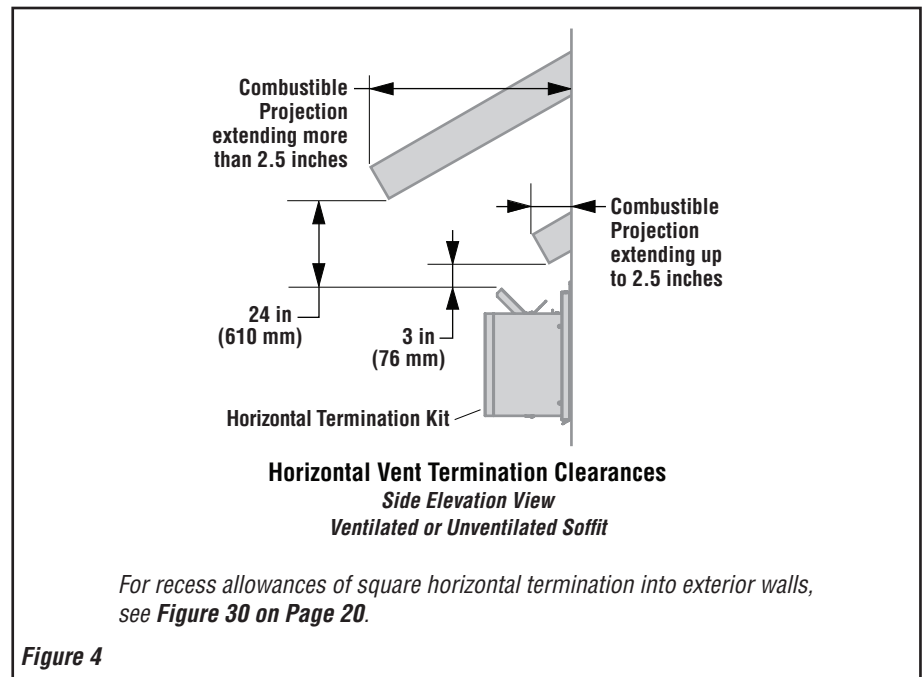 Combustible
Projection
extending more
than 2.5 inches
Combustible
Projection
extending up
to 2.5 inches
24 in
(610 mm)
3 in
(76 mm)
Horizontal Termination Kit
Horizontal Vent Termination Clearances
Side Elevation View
Ventilated or Unventilated Soffit
For recess allowances of square horizontal termination into exterior walls,
see Figure 30 on Page 20.
Figure 4